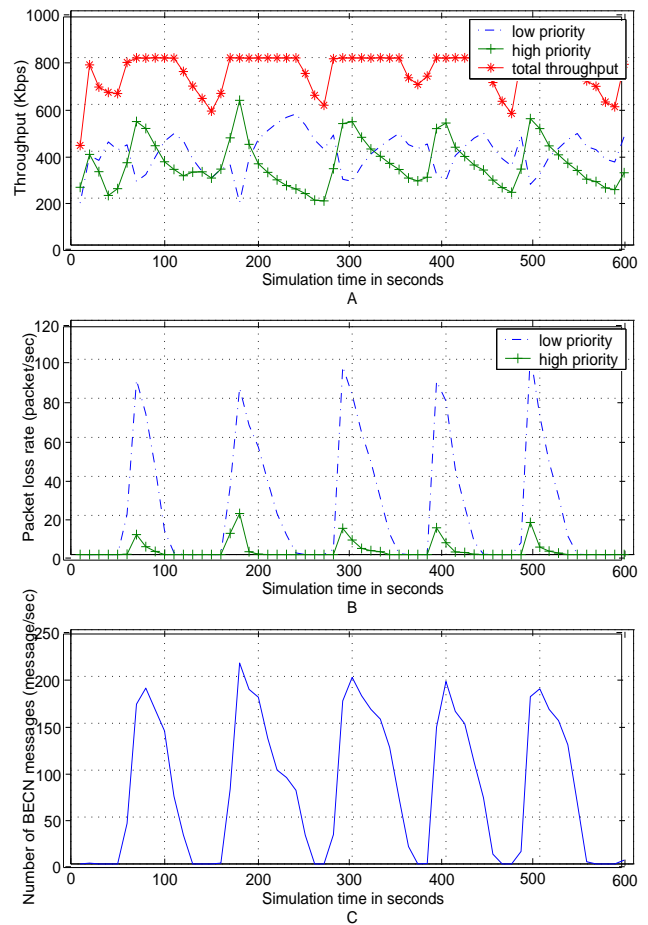 1000
800
600
400
200
0
Throughput (Kbps)
low priority
high priority
total throughput
0 100 200 300 400 500 600
Simulation time in seconds
A
120
100
80
60
40
20
0
Packet loss rate (packet/sec)
low priority
high priority
0 100 200 300 400 500 600
Simulation time in seconds
B
250
200
150
100
50
0
Number of BECN messages (message/sec)
0 100 200 300 400 500 600
Simulation time in seconds
C